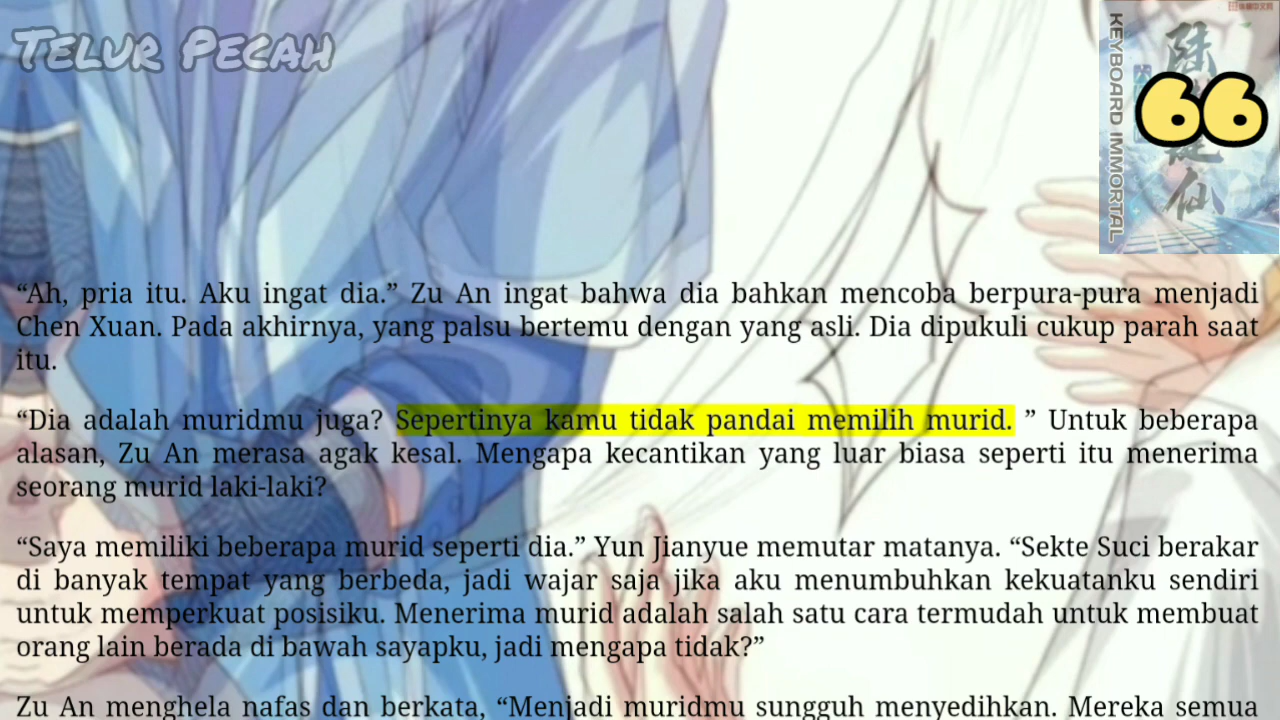 TELUR PECAH
KEYBOARD IMMORTAL
66
“Ah, pria itu. Aku ingat dia.” Zu An ingat bahwa dia bahkan mencoba berpura-pura menjadi
Chen Xuan. Pada akhirnya, yang palsu bertemu dengan yang asli. Dia dipukuli cukup parah saat
itu.
“Dia adalah muridmu juga? Sepertinya kamu tidak pandai memilih murid. ” Untuk beberapa
alasan, Zu An merasa agak kesal. Mengapa kecantikan yang luar biasa seperti itu menerima
seorang murid laki-laki?
“Saya memiliki beberapa murid seperti dia.” Yun Jianyue memutar matanya. “Sekte Suci berakar
di banyak tempat yang berbeda, jadi wajar saja jika aku menumbuhkan kekuatanku sendiri
untuk memperkuat posisiku. Menerima murid adalah salah satu cara termudah untuk membuat
orang lain berada di bawah sayapku, jadi mengapa tidak?”
Zu An menghela nafas dan berkata, “Menjadi muridmu sungguh menyedihkan. Mereka semua